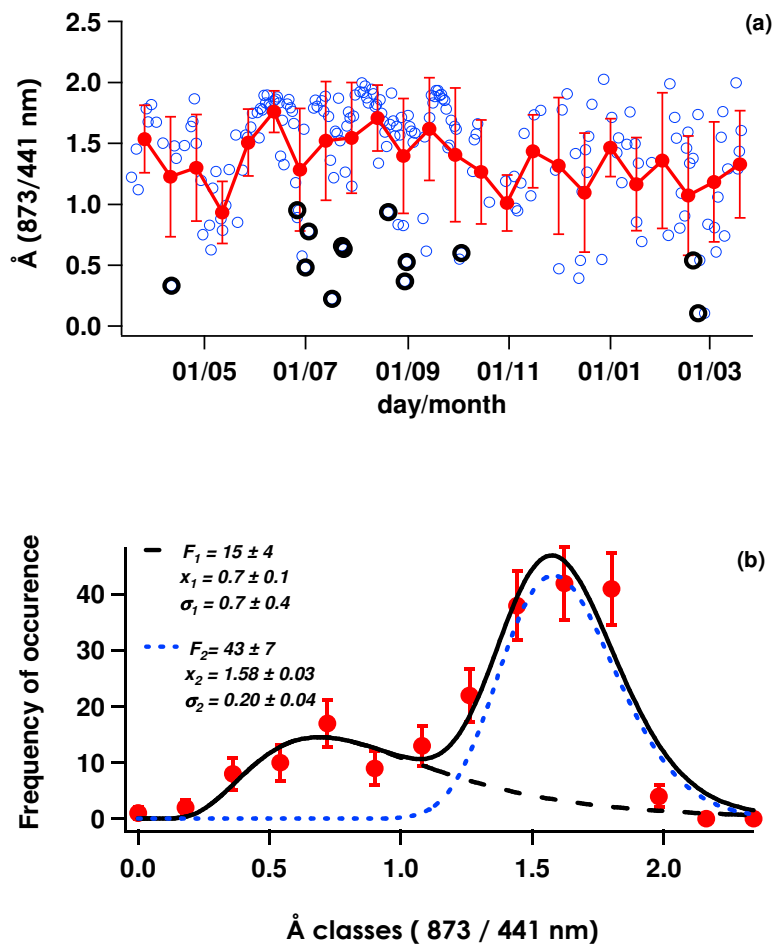 (a)
2.5
2.0
1.5
1.0
0.5
0.0
Å (873/441 nm)
01/05 01/07 01/09 01/11 01/01 01/03
day/month
(b)
F1 = 15 ± 4
x1 = 0.7 ± 0.1
σ1 = 0.7 ± 0.4
F2= 43 ± 7
x2 = 1.58 ± 0.03
σ2 = 0.20 ± 0.04
40
30
20
10
0
Frequency of occurence
0.0 0.5 1.0 1.5 2.0
Å classes ( 873 / 441 nm)